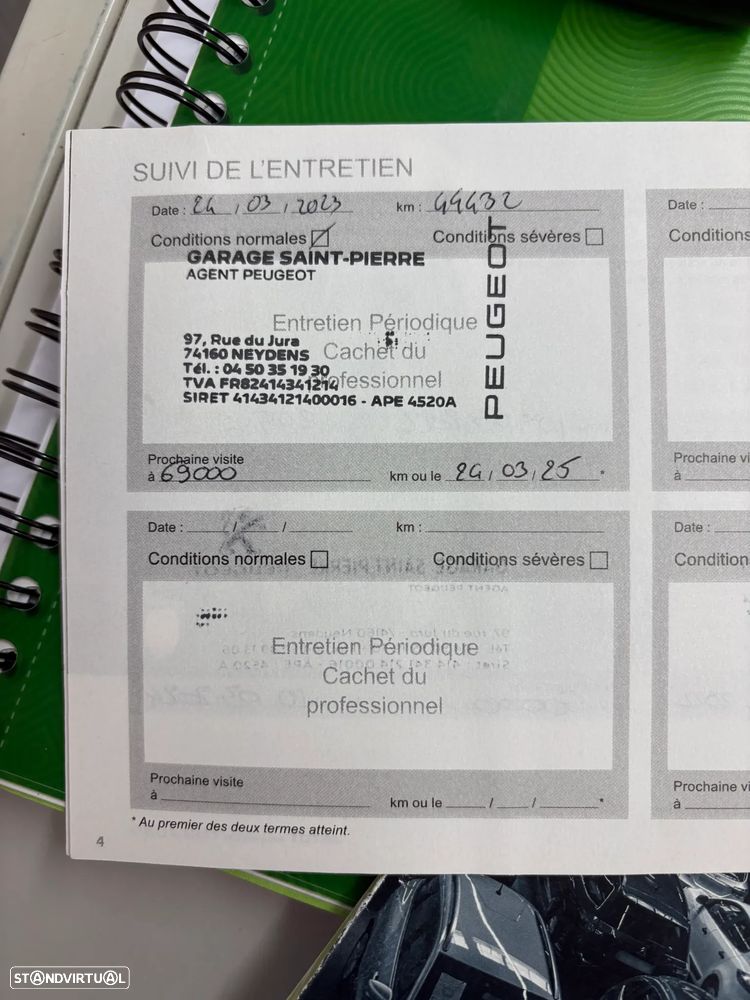 SUIVI DE L'ENTRETIEN
Date : 24 / 03 / 2023 km : 44432
Date :
Conditions normales Conditions sévères
Condition
GARAGE SAINT-PIERRE
AGENT PEUGEOT
PEUGEOT
Entretien Périodique
Cachet du
professionnel
97, Rue du Jura
74160 NEYDENS
Tél. : 04 50 35 19 30
TVA FR82414341214
SIRET 41434121400016 - APE 4520A
Prochaine visite
à 69000 km ou le 24 / 03 / 25 *
Prochaine vi
à
Date : / / km :
Date :
Conditions normales Conditions sévères
Condition
Entretien Périodique
Cachet du
professionnel
Prochaine visite
à km ou le / / *
Prochaine vi
à
* Au premier des deux termes atteint.
4
STANDVIRTUAL